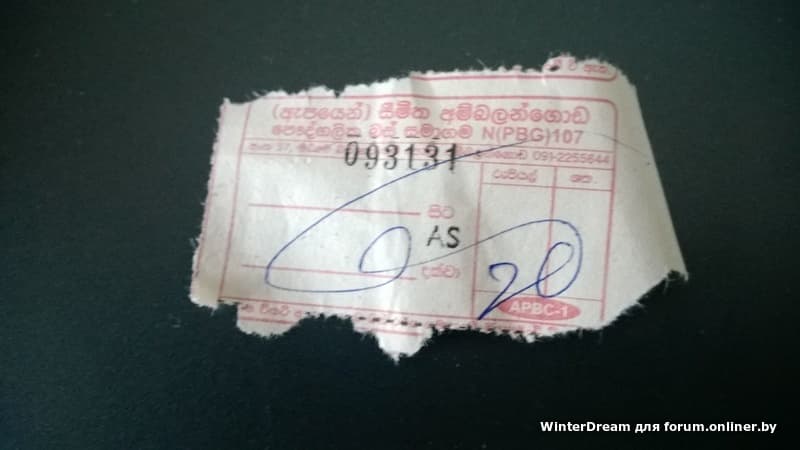 (ඇපයෙන්) සීමිත අම්බලන්ගොඩ
පෞද්ගලික බස් සමාගම N(PBG)107
091-2255644
093131
රුපියල් ශත.
සිට
AS
දක්වා
20
APBC-1
WinterDream для forum.onliner.by